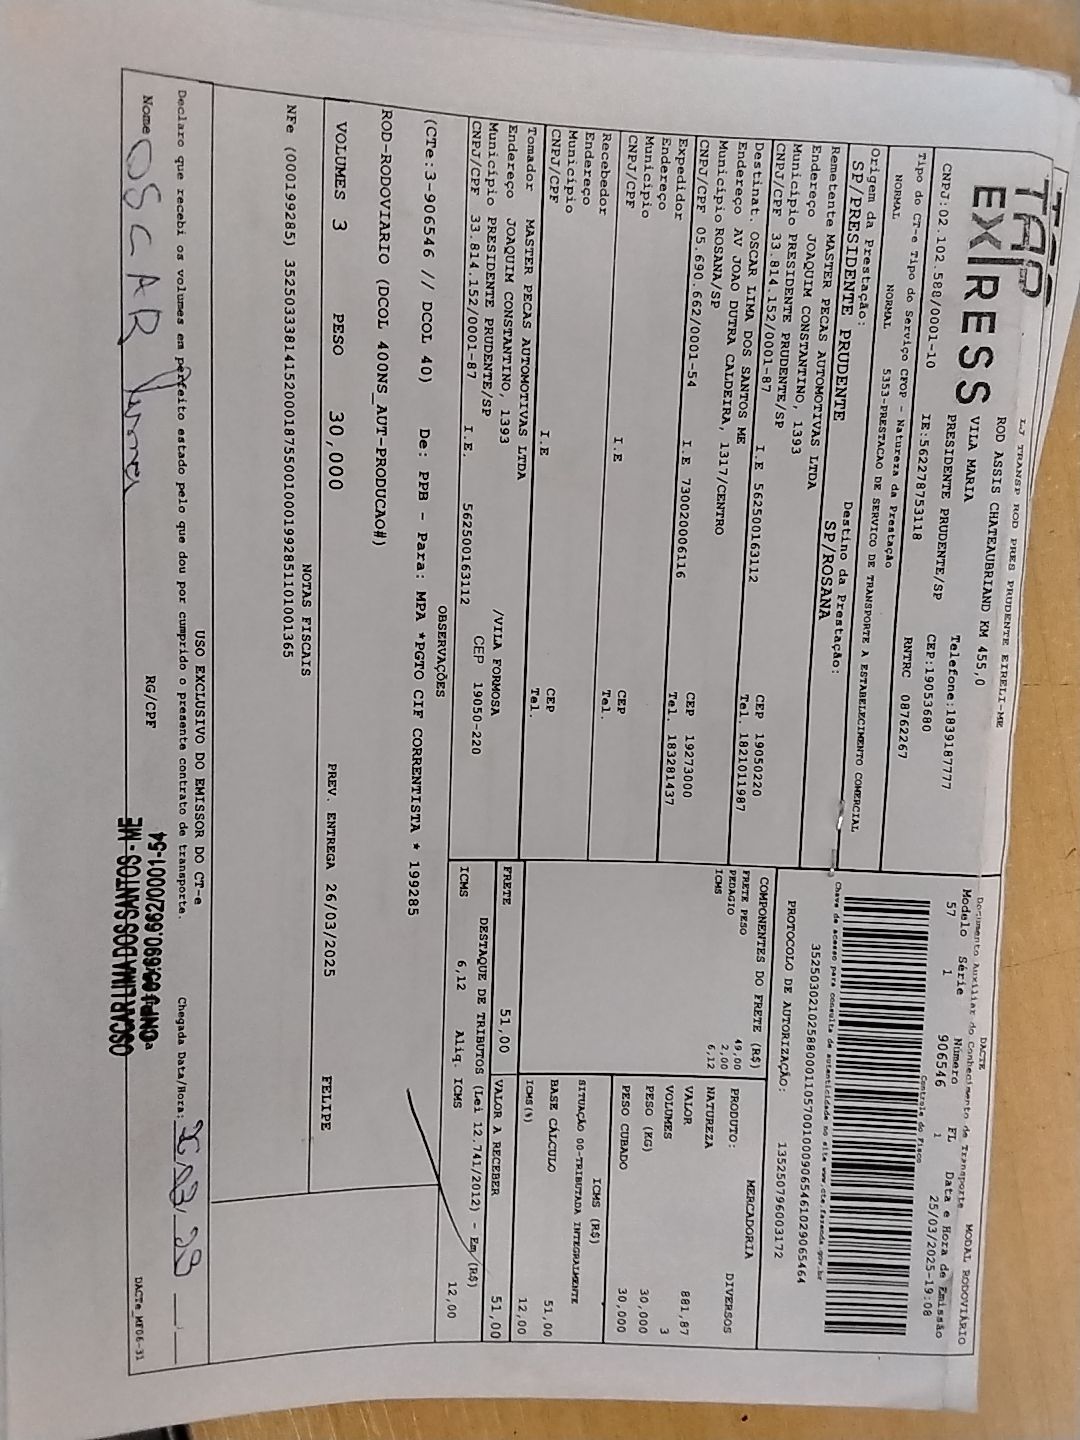 TAP
EXPRESS
LJ TRANSP ROD PRES PRUDENTE EIRELI-ME
ROD ASSIS CHATEAUBRIAND KM 455,0
VILA MARIA
PRESIDENTE PRUDENTE/SP
Telefone:1839187777
CNPJ:02.102.588/0001-10
IE:562278753118
CEP:19053680
DACTE
Documento Auxiliar do Conhecimento de Transporte
MODAL RODOVIÁRIO
Modelo Série Número FL Data e Hora de Emissão
57 1 906546 1 25/03/2025-19:08
Controle do Fisco
Tipo do CT-e Tipo do Serviço CFOP - Natureza da Prestação
RNTRC 08762267
NORMAL NORMAL 5353-PRESTACAO DE SERVICO DE TRANSPORTE A ESTABELECIMENTO COMERCIAL
Chave de acesso para consulta de autenticidade no site www.cte.fazenda.gov.br
35250302102588000110570010009065461029065464
PROTOCOLO DE AUTORIZAÇÃO: 135250796003172
Origem da Prestação:
SP/PRESIDENTE PRUDENTE
Destino da Prestação:
SP/ROSANA
Remetente MASTER PECAS AUTOMOTIVAS LTDA
Endereço JOAQUIM CONSTANTINO, 1393
Município PRESIDENTE PRUDENTE/SP CEP 19050220
CNPJ/CPF 33.814.152/0001-87 I.E 562500163112 Tel. 1821011987
Destinat. OSCAR LIMA DOS SANTOS ME
Endereço AV JOAO DUTRA CALDEIRA, 1317/CENTRO
Município ROSANA/SP CEP 19273000
CNPJ/CPF 05.690.662/0001-54 I.E 730020006116 Tel. 183281437
Expedidor
Endereço
Município CEP
CNPJ/CPF I.E Tel.
Recebedor
Endereço
Município CEP
CNPJ/CPF I.E Tel.
Tomador MASTER PECAS AUTOMOTIVAS LTDA
Endereço JOAQUIM CONSTANTINO, 1393 /VILA FORMOSA
Município PRESIDENTE PRUDENTE/SP CEP 19050-220
CNPJ/CPF 33.814.152/0001-87 I.E. 562500163112
COMPONENTES DO FRETE (R$)
FRETE PESO 49,00
PEDAGIO 2,00
ICMS 6,12
PRODUTO: MERCADORIA
NATUREZA DIVERSOS
VALOR 881,87
VOLUMES 3
PESO (KG) 30,000
PESO CUBADO 30,000
ICMS (R$)
SITUAÇÃO 00-TRIBUTADA INTEGRALMENTE
BASE CÁLCULO 51,00
ICMS(%) 12,00
FRETE 51,00
VALOR A RECEBER 51,00
DESTAQUE DE TRIBUTOS (Lei 12.741/2012) - Em (R$)
ICMS 6,12 Aliq. ICMS 12,00
OBSERVAÇÕES
(CTe:3-906546 // DCOL 40) De: PPB - Para: MPA *PGTO CIF CORRENTISTA * 199285
ROD-RODOVIARIO (DCOL 400NS_AUT-PRODUCAO#)
VOLUMES 3 PESO 30,000 PREV. ENTREGA 26/03/2025 FELIPE
NOTAS FISCAIS
NFe (000199285) 35250333814152000187550010001992851101001365
USO EXCLUSIVO DO EMISSOR DO CT-e
Declaro que recebi os volumes em perfeito estado pelo que dou por cumprido o presente contrato de transporte.
Nome OSCAR
RG/CPF
Chegada Data/Hora:
CNPJ 05.690.662/0001-54
OSCAR LIMA DOS SANTOS - ME
DACTe_MF06-31